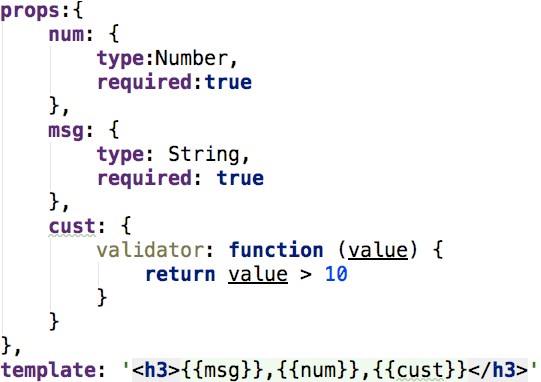 props:{
    num: {
        type:Number,
        required:true
    },
    msg: {
        type: String,
        required: true
    },
    cust: {
        validator: function (value) {
            return value > 10
        }
    }
},
template: '<h3>{{msg}},{{num}},{{cust}}</h3>'